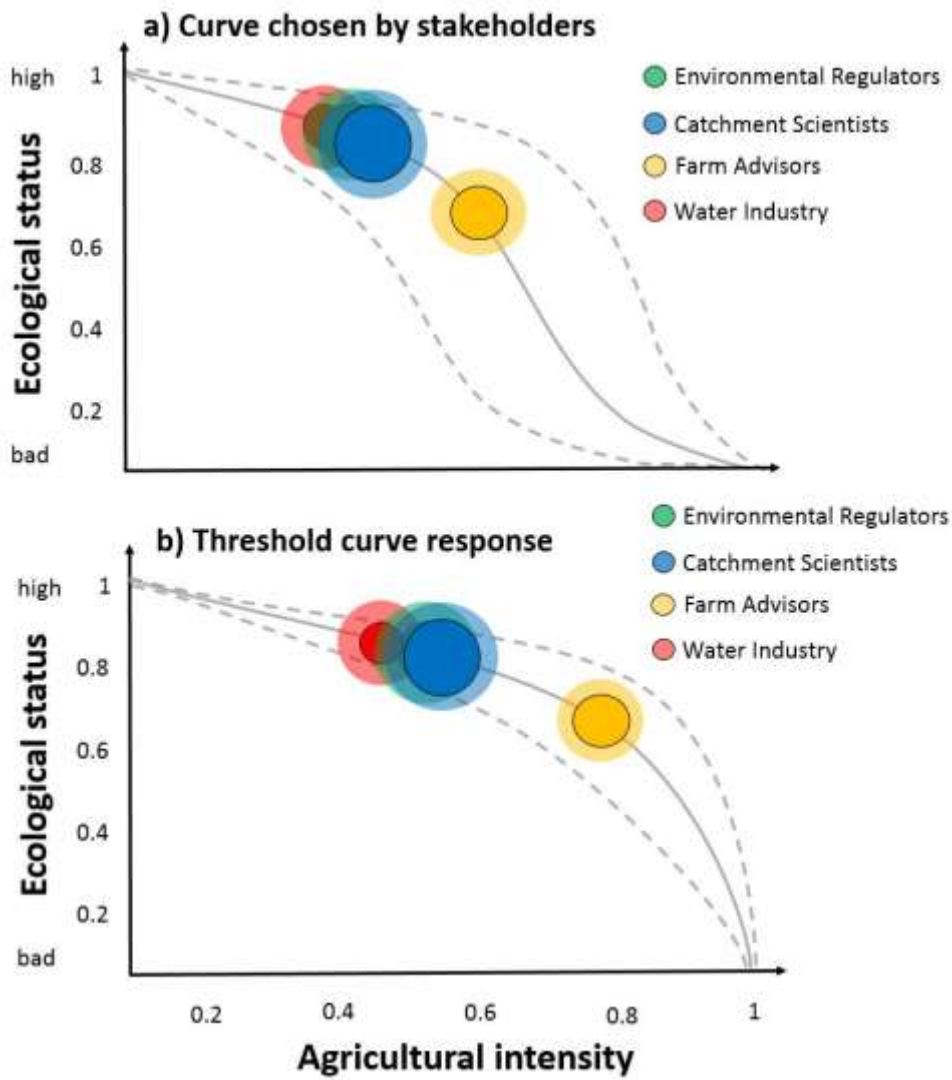 a) Curve chosen by stakeholders
high 1
0.8
0.6
0.4
0.2
bad
Ecological status
Environmental Regulators
Catchment Scientists
Farm Advisors
Water Industry
b) Threshold curve response
high 1
0.8
0.6
0.4
0.2
bad
Ecological status
Environmental Regulators
Catchment Scientists
Farm Advisors
Water Industry
0.2 0.4 0.6 0.8 1
Agricultural intensity